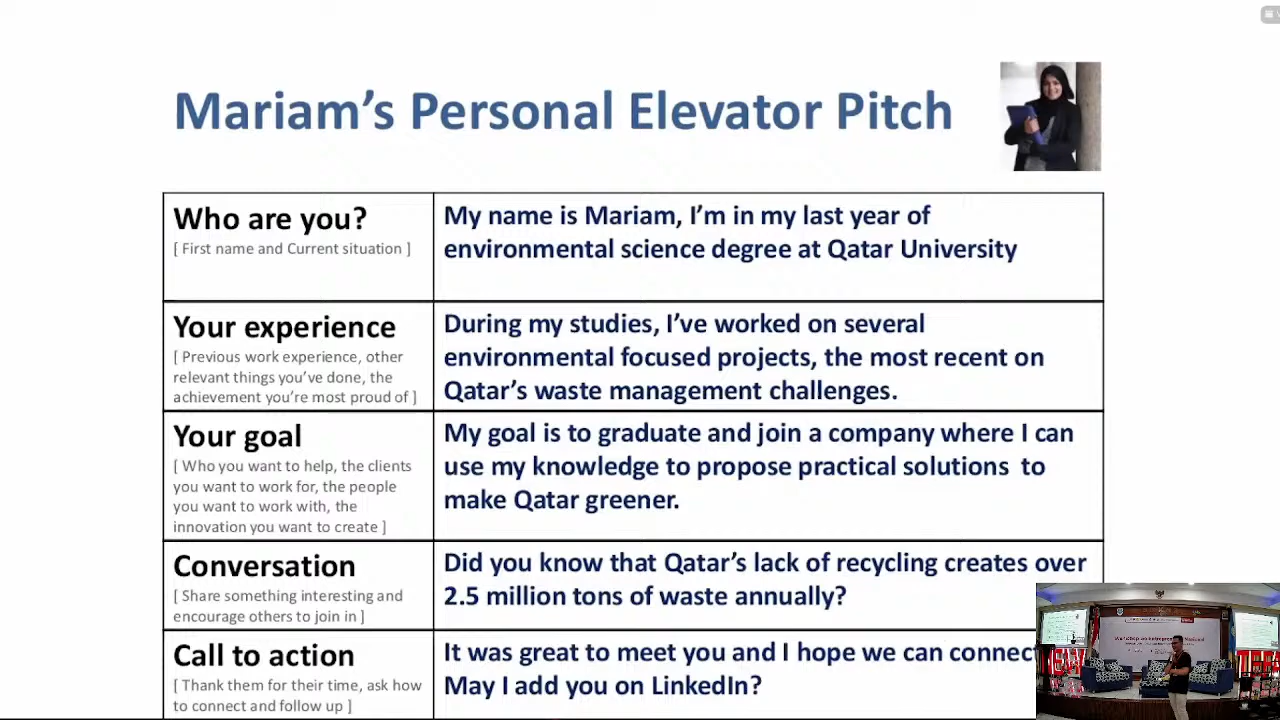 Mariam's Personal Elevator Pitch
Who are you?
[ First name and Current situation ]
My name is Mariam, I'm in my last year of
environmental science degree at Qatar University
Your experience
[ Previous work experience, other
relevant things you've done, the
achievement you're most proud of ]
During my studies, I've worked on several
environmental focused projects, the most recent on
Qatar's waste management challenges.
Your goal
[ Who you want to help, the clients
you want to work for, the people
you want to work with, the
innovation you want to create ]
My goal is to graduate and join a company where I can
use my knowledge to propose practical solutions to
make Qatar greener.
Conversation
[ Share something interesting and
encourage others to join in ]
Did you know that Qatar's lack of recycling creates over
2.5 million tons of waste annually?
Call to action
[ Thank them for their time, ask how
to connect and follow up ]
It was great to meet you and I hope we can connect
May I add you on LinkedIn?